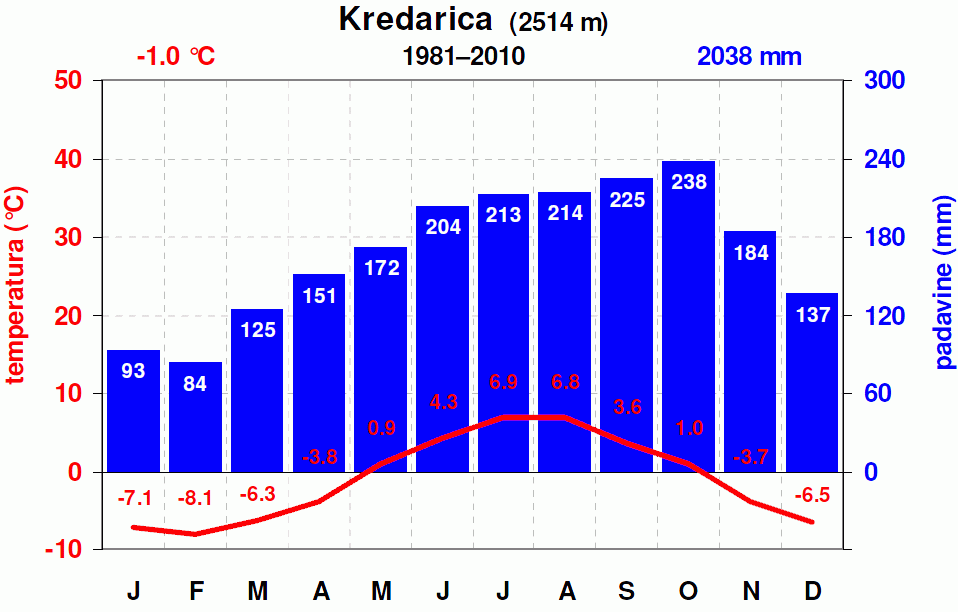 Kredarica (2514 m)
-1.0 °C 1981–2010 2038 mm
50 300
40 240
30 180
20 120
10 60
0 0
-10
temperatura (°C)
padavine (mm)
93 84 125 151 172 204 213 214 225 238 184 137
-7.1 -8.1 -6.3 -3.8 0.9 4.3 6.9 6.8 3.6 1.0 -3.7 -6.5
J F M A M J J A S O N D